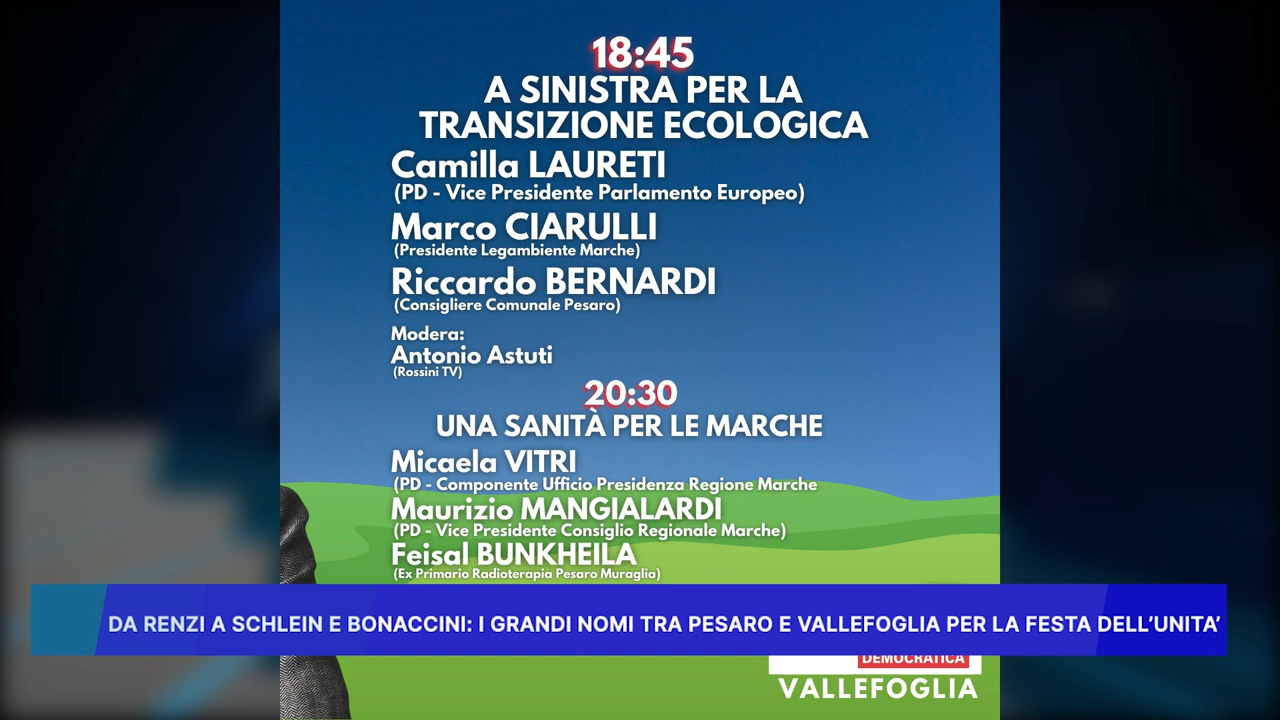 18:45
A SINISTRA PER LA
TRANSIZIONE ECOLOGICA
Camilla LAURETI
(PD - Vice Presidente Parlamento Europeo)
Marco CIARULLI
(Presidente Legambiente Marche)
Riccardo BERNARDI
(Consigliere Comunale Pesaro)
Modera:
Antonio Astuti
(Rossini TV)
20:30
UNA SANITÀ PER LE MARCHE
Micaela VITRI
(PD - Componente Ufficio Presidenza Regione Marche
Maurizio MANGIALARDI
(PD - Vice Presidente Consiglio Regionale Marche)
Feisal BUNKHEILA
(Ex Primario Radioterapia Pesaro Muraglia)
DA RENZI A SCHLEIN E BONACCINI: I GRANDI NOMI TRA PESARO E VALLEFOGLIA PER LA FESTA DELL’UNITA’
DEMOCRATICA
VALLEFOGLIA